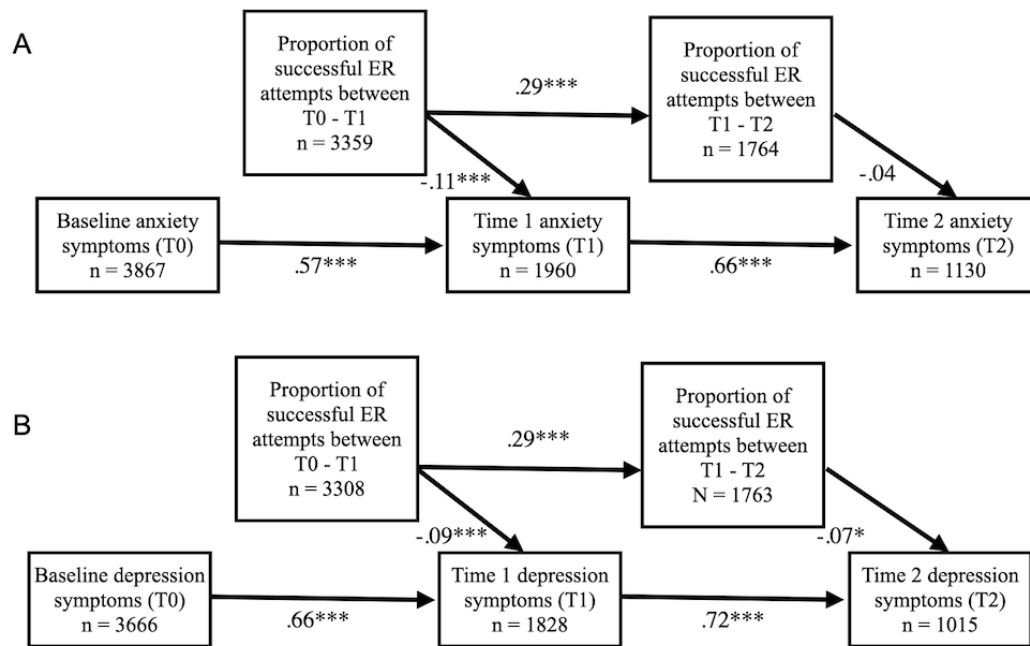 A
Proportion of
successful ER
attempts between
T0 - T1
n = 3359
.29***
Proportion of
successful ER
attempts between
T1 - T2
n = 1764
-.11***
-.04
Baseline anxiety
symptoms (T0)
n = 3867
.57***
Time 1 anxiety
symptoms (T1)
n = 1960
.66***
Time 2 anxiety
symptoms (T2)
n = 1130
B
Proportion of
successful ER
attempts between
T0 - T1
n = 3308
.29***
Proportion of
successful ER
attempts between
T1 - T2
N = 1763
-.09***
-.07*
Baseline depression
symptoms (T0)
n = 3666
.66***
Time 1 depression
symptoms (T1)
n = 1828
.72***
Time 2 depression
symptoms (T2)
n = 1015